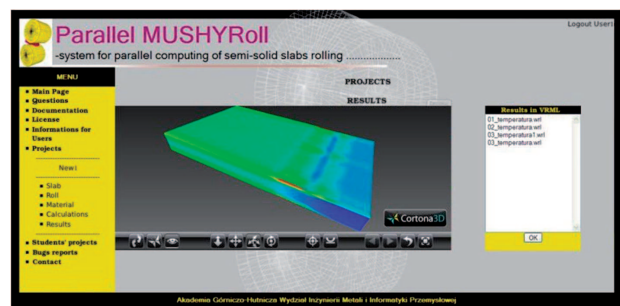 Parallel MUSHYRoll
Logout User1
-system for parallel computing of semi-solid slabs rolling ..................
MENU
Main Page
Questions
Documentation
License
Informations for
Users
Projects
New1
Slab
Roll
Material
Calculations
Results
Students' projects
Bugs reports
Contact
PROJECTS
RESULTS
Cortona3D
Results in VRML
01_temperatura.wrl
02_temperatura.wrl
03_temperatura1.wrl
03_temperatura.wrl
OK
Akademia Górniczo-Hutnicza Wydział Inżynierii Metali i Informatyki Przemysłowej